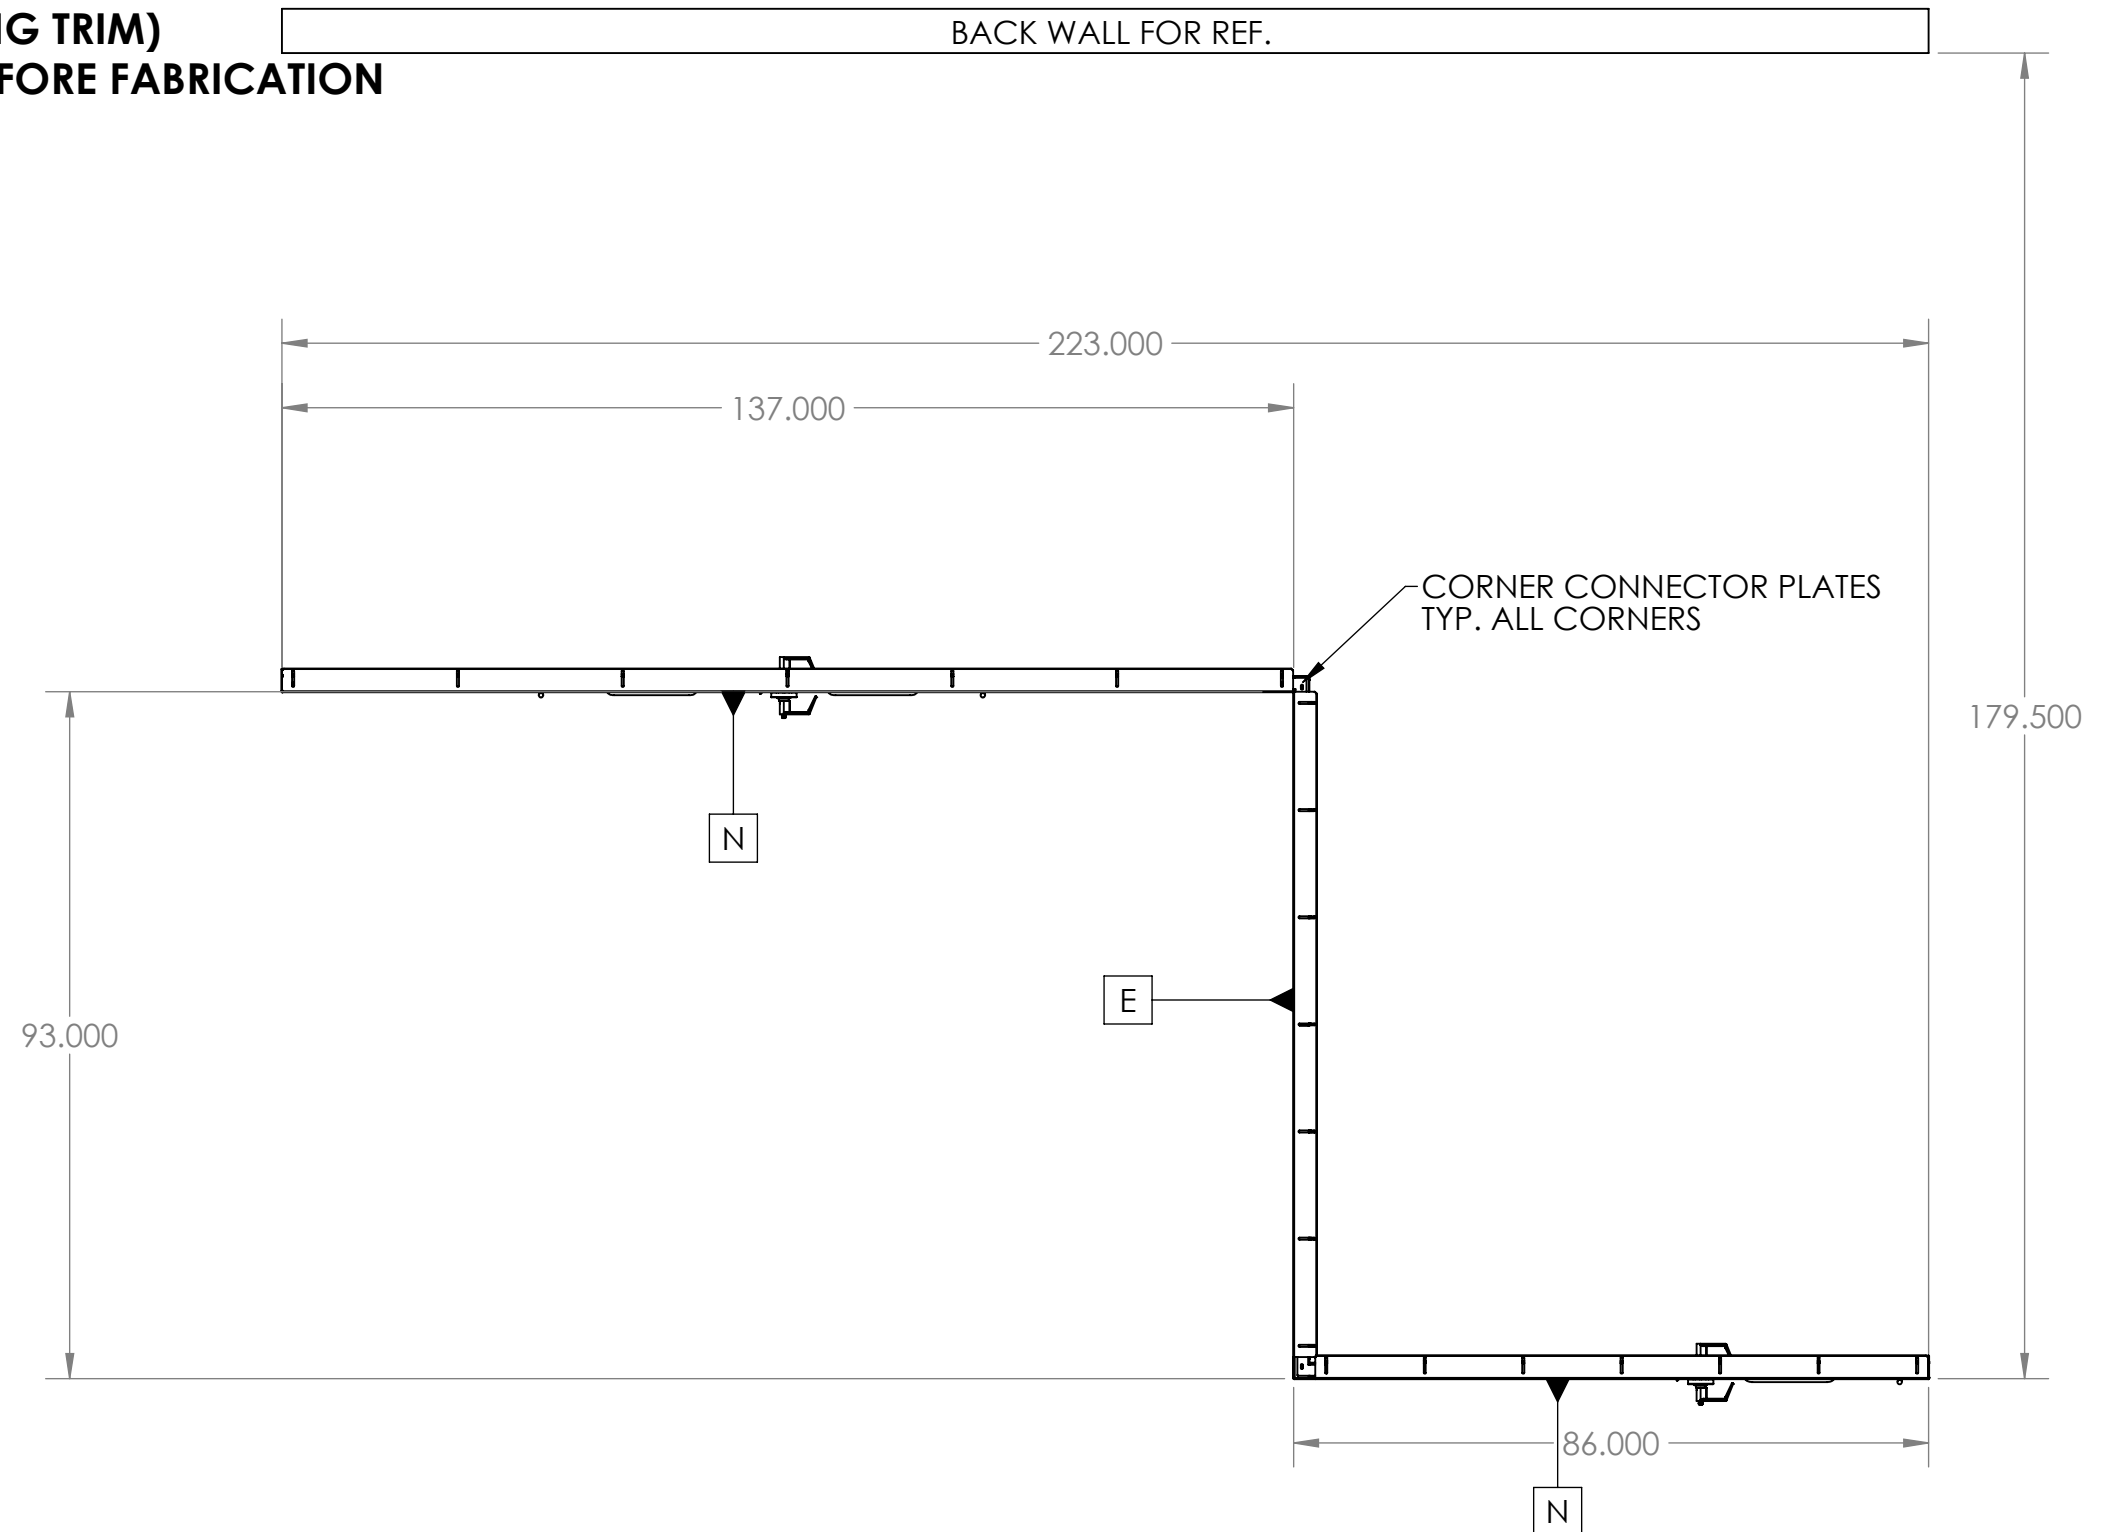 NG TRIM)
FORE FABRICATION
BACK WALL FOR REF.
223.000
137.000
CORNER CONNECTOR PLATES
TYP. ALL CORNERS
179.500
N
E
93.000
86.000
N